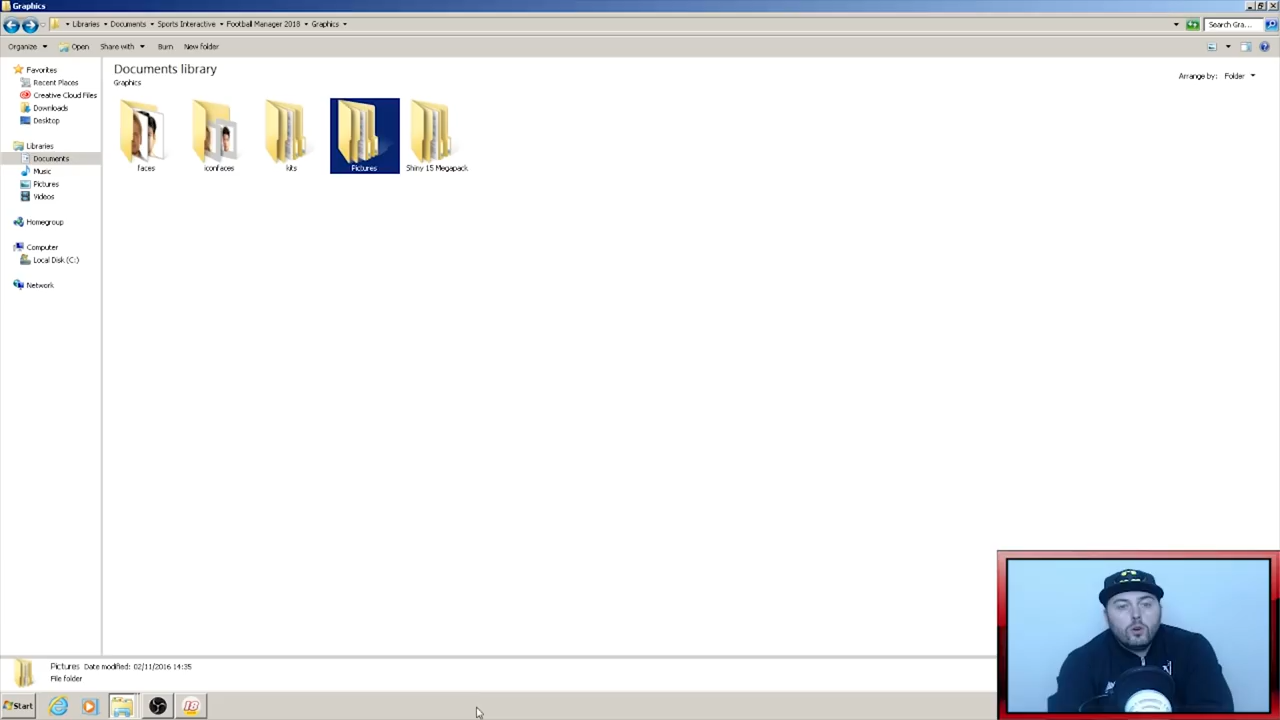 Graphics
Libraries Documents Sports Interactive Football Manager 2018 Graphics
Search Gra...
Organize Open Share with Burn New folder
Favorites
Recent Places
Creative Cloud Files
Downloads
Desktop
Libraries
Documents
Music
Pictures
Videos
Homegroup
Computer
Local Disk (C:)
Network
Documents library
Graphics
Arrange by: Folder
faces
iconfaces
kits
Pictures
Shiny 15 Megapack
Pictures Date modified: 02/11/2016 14:35
File folder
Start
18